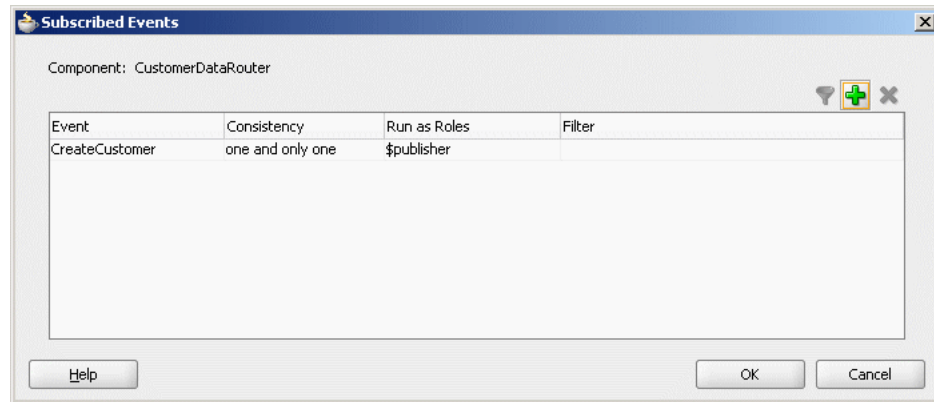 Subscribed Events
Component: CustomerDataRouter
Event Consistency Run as Roles Filter
CreateCustomer one and only one $publisher
Help OK Cancel